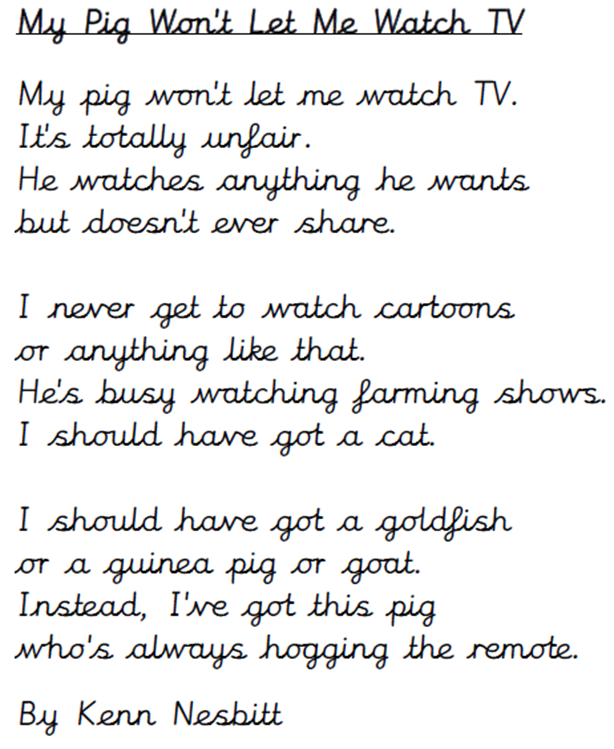 My Pig Won't Let Me Watch TV
My pig won't let me watch TV.
It's totally unfair.
He watches anything he wants
but doesn't ever share.
I never get to watch cartoons
or anything like that.
He's busy watching farming shows.
I should have got a cat.
I should have got a goldfish
or a guinea pig or goat.
Instead, I've got this pig
who's always hogging the remote.
By Kenn Nesbitt